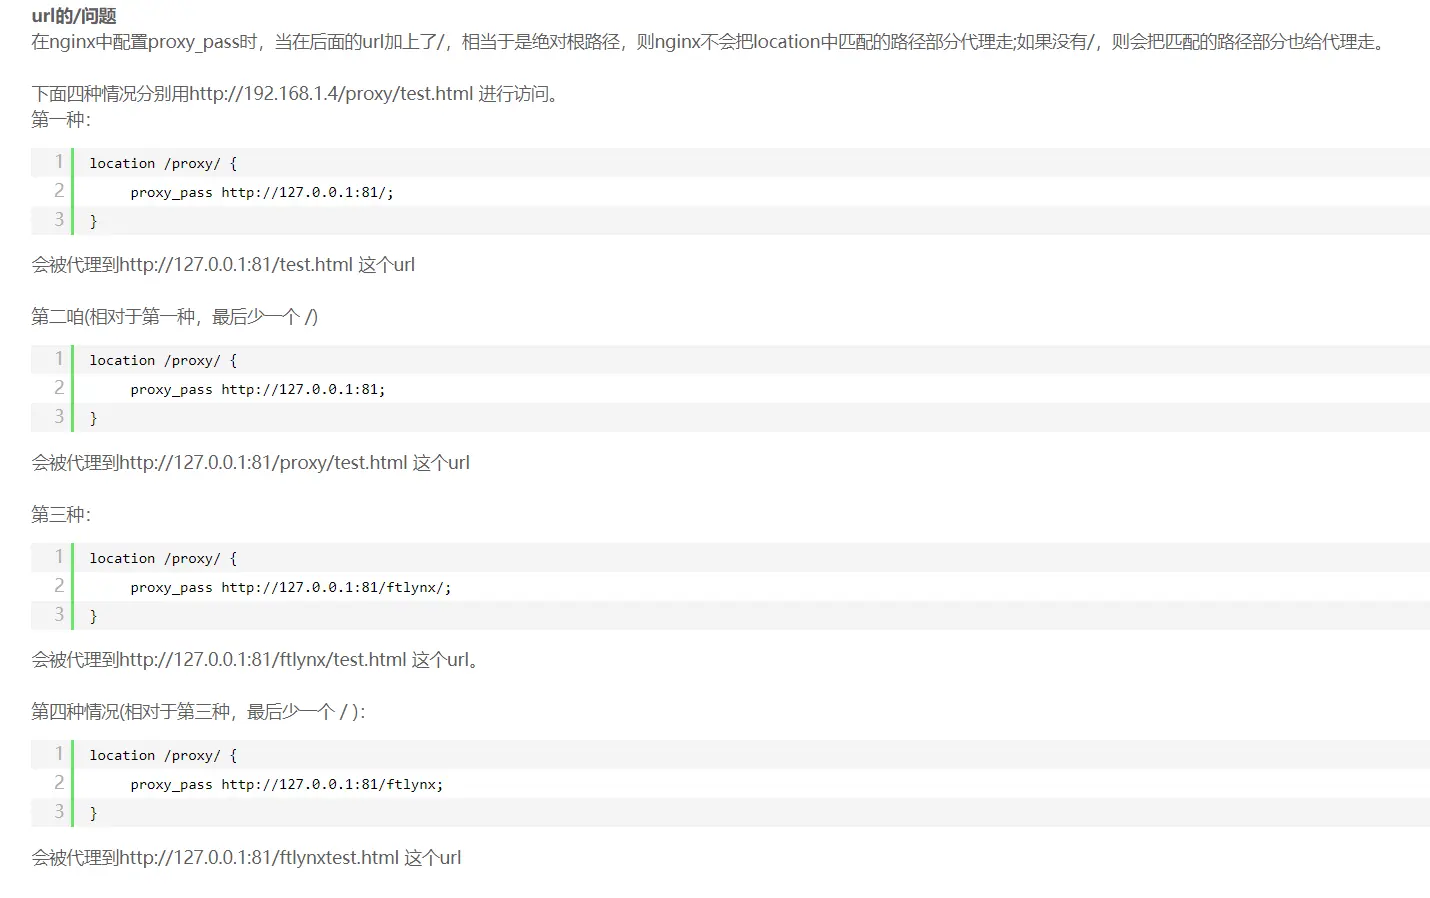 url的/问题
在nginx中配置proxy_pass时，当在后面的url加上了/，相当于是绝对根路径，则nginx不会把location中匹配的路径部分代理走;如果没有/，则会把匹配的路径部分也给代理走。
下面四种情况分别用http://192.168.1.4/proxy/test.html 进行访问。
第一种：
1 location /proxy/ {
2 proxy_pass http://127.0.0.1:81/;
3 }
会被代理到http://127.0.0.1:81/test.html 这个url
第二咱(相对于第一种，最后少一个 /)
1 location /proxy/ {
2 proxy_pass http://127.0.0.1:81;
3 }
会被代理到http://127.0.0.1:81/proxy/test.html 这个url
第三种：
1 location /proxy/ {
2 proxy_pass http://127.0.0.1:81/ftlynx/;
3 }
会被代理到http://127.0.0.1:81/ftlynx/test.html 这个url。
第四种情况(相对于第三种，最后少一个 / )：
1 location /proxy/ {
2 proxy_pass http://127.0.0.1:81/ftlynx;
3 }
会被代理到http://127.0.0.1:81/ftlynxtest.html 这个url